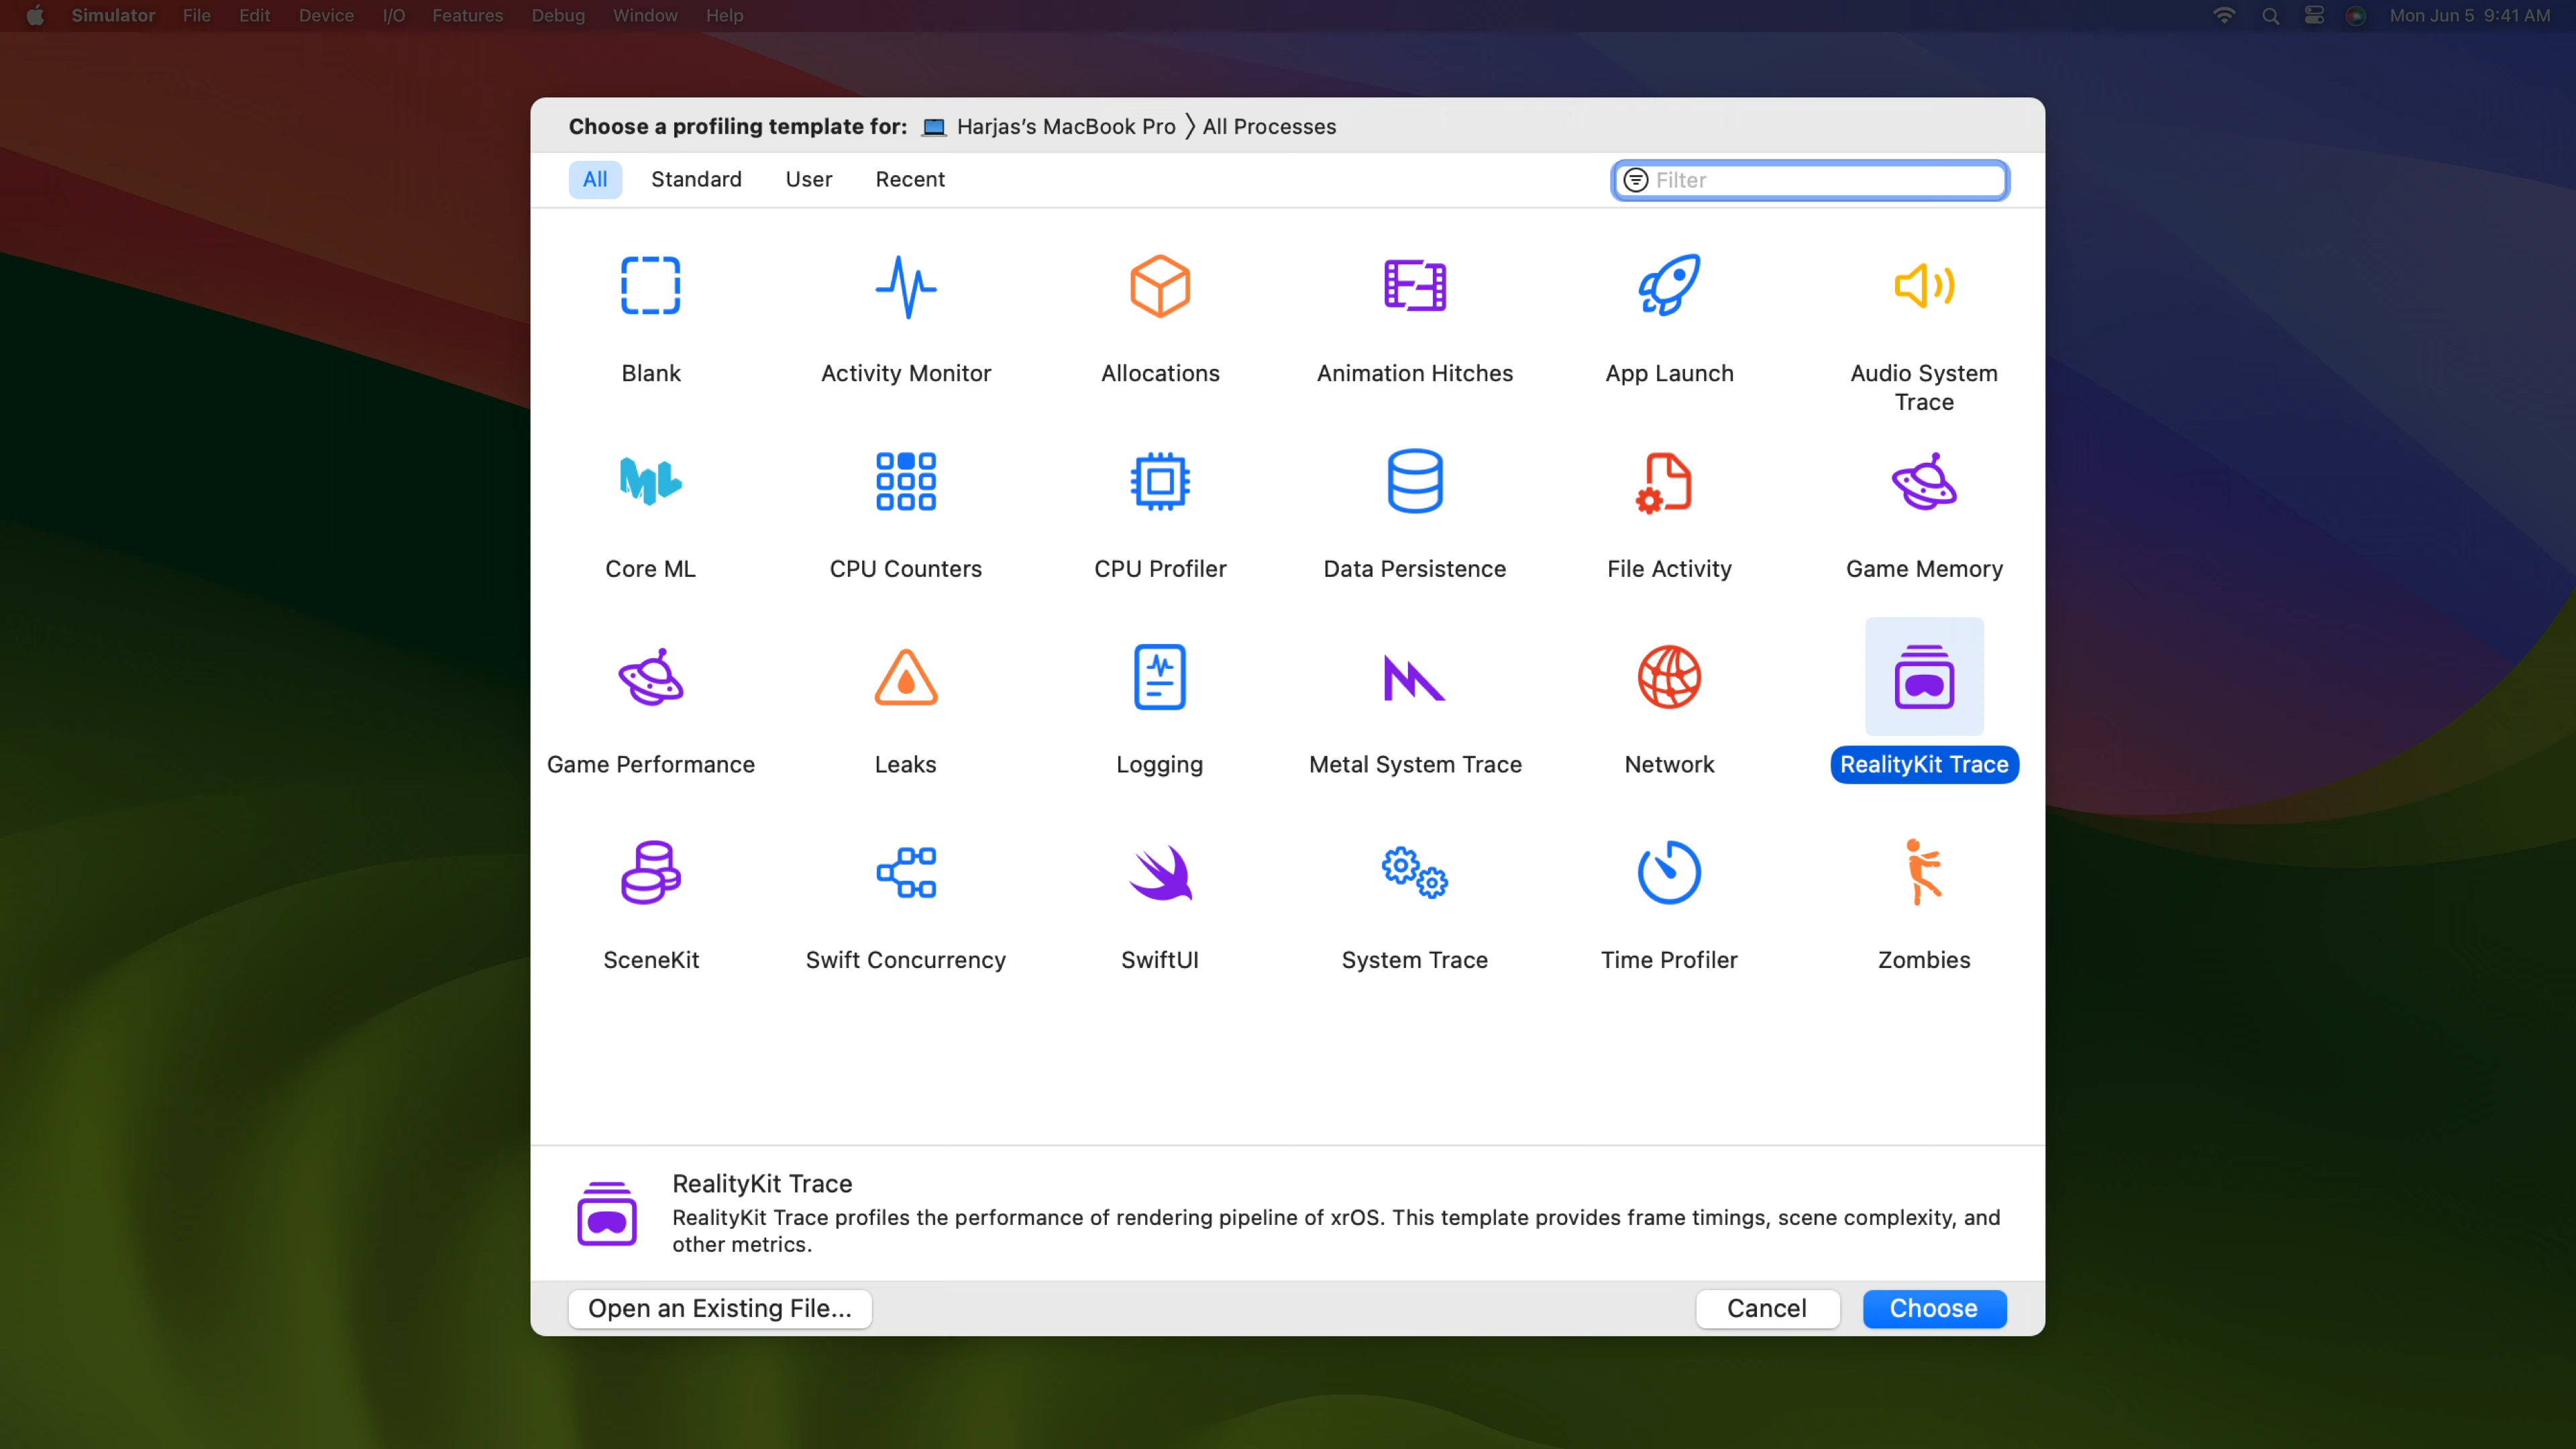 Simulator File Edit Device I/O Features Debug Window Help Mon Jun 5 9:41 AM
Choose a profiling template for: Harjas's MacBook Pro 〉All Processes
All Standard User Recent Filter
Blank Activity Monitor Allocations Animation Hitches App Launch Audio System
Trace
ML
Core ML CPU Counters CPU Profiler Data Persistence File Activity Game Memory
Game Performance Leaks Logging Metal System Trace Network RealityKit Trace
SceneKit Swift Concurrency SwiftUI System Trace Time Profiler Zombies
RealityKit Trace
RealityKit Trace profiles the performance of rendering pipeline of xrOS. This template provides frame timings, scene complexity, and
other metrics.
Open an Existing File... Cancel Choose